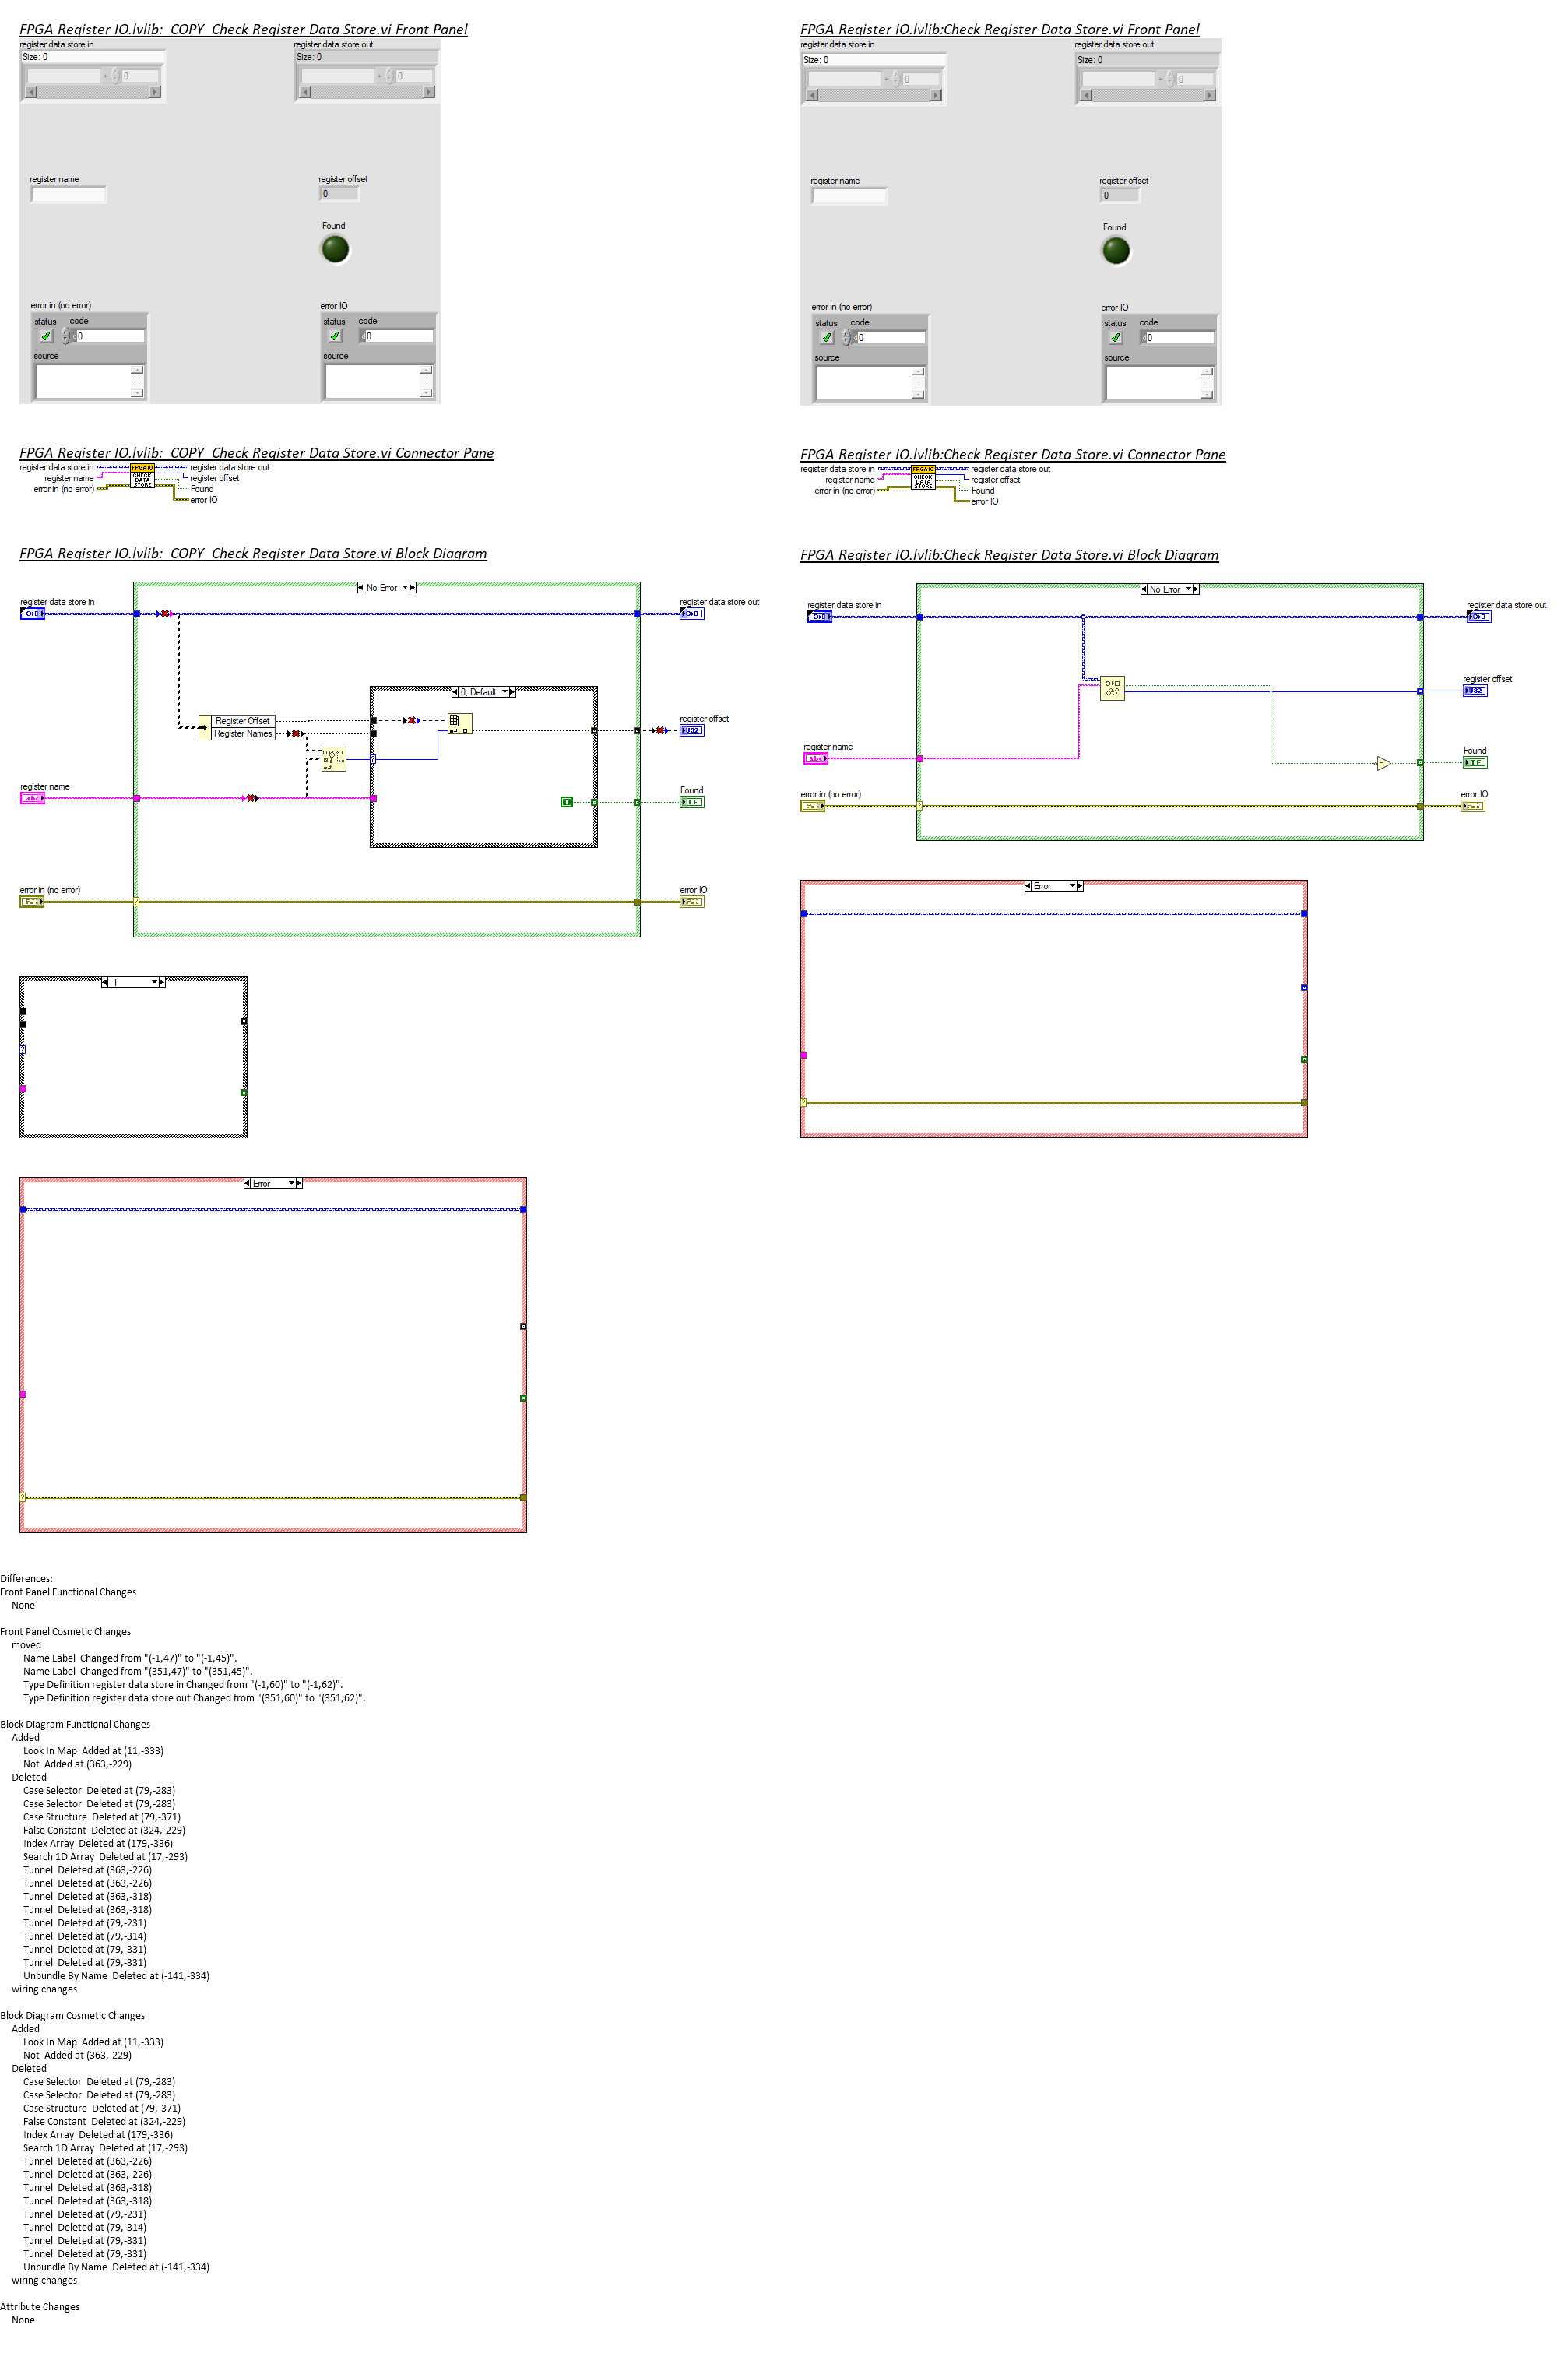 FPGA Register IO.lvlib:_COPY_Check Register Data Store.vi Front Panel
register data store in
register data store out
Size: 0
Size: 0
0
0
register name
register offset
0
Found
error in (no error)
error IO
status
code
status
code
0
0
source
source
FPGA Register IO.lvlib:_COPY_Check Register Data Store.vi Connector Pane
register data store in
register name
error in (no error)
FPGA IO
CHECK
DATA
STORE
register data store out
register offset
Found
error IO
FPGA Register IO.lvlib:_COPY_Check Register Data Store.vi Block Diagram
No Error
register data store in
register data store out
0, Default
Register Offset
Register Names
register offset
U32
register name
abc
T
Found
TF
error in (no error)
error IO
-1
Error
FPGA Register IO.lvlib:Check Register Data Store.vi Front Panel
register data store in
register data store out
Size: 0
Size: 0
0
0
register name
register offset
0
Found
error in (no error)
error IO
status
code
status
code
0
0
source
source
FPGA Register IO.lvlib:Check Register Data Store.vi Connector Pane
register data store in
register name
error in (no error)
FPGA IO
CHECK
DATA
STORE
register data store out
register offset
Found
error IO
FPGA Register IO.lvlib:Check Register Data Store.vi Block Diagram
No Error
register data store in
register data store out
register offset
U32
register name
abc
Found
TF
error in (no error)
error IO
Error
Differences:
Front Panel Functional Changes
None
Front Panel Cosmetic Changes
moved
Name Label  Changed from "(-1,47)" to "(-1,45)".
Name Label  Changed from "(351,47)" to "(351,45)".
Type Definition register data store in Changed from "(-1,60)" to "(-1,62)".
Type Definition register data store out Changed from "(351,60)" to "(351,62)".
Block Diagram Functional Changes
Added
Look In Map  Added at (11,-333)
Not  Added at (363,-229)
Deleted
Case Selector  Deleted at (79,-283)
Case Selector  Deleted at (79,-283)
Case Structure  Deleted at (79,-371)
False Constant  Deleted at (324,-229)
Index Array  Deleted at (179,-336)
Search 1D Array  Deleted at (17,-293)
Tunnel  Deleted at (363,-226)
Tunnel  Deleted at (363,-226)
Tunnel  Deleted at (363,-318)
Tunnel  Deleted at (363,-318)
Tunnel  Deleted at (79,-231)
Tunnel  Deleted at (79,-314)
Tunnel  Deleted at (79,-331)
Tunnel  Deleted at (79,-331)
Unbundle By Name  Deleted at (-141,-334)
wiring changes
Block Diagram Cosmetic Changes
Added
Look In Map  Added at (11,-333)
Not  Added at (363,-229)
Deleted
Case Selector  Deleted at (79,-283)
Case Selector  Deleted at (79,-283)
Case Structure  Deleted at (79,-371)
False Constant  Deleted at (324,-229)
Index Array  Deleted at (179,-336)
Search 1D Array  Deleted at (17,-293)
Tunnel  Deleted at (363,-226)
Tunnel  Deleted at (363,-226)
Tunnel  Deleted at (363,-318)
Tunnel  Deleted at (363,-318)
Tunnel  Deleted at (79,-231)
Tunnel  Deleted at (79,-314)
Tunnel  Deleted at (79,-331)
Tunnel  Deleted at (79,-331)
Unbundle By Name  Deleted at (-141,-334)
wiring changes
Attribute Changes
None